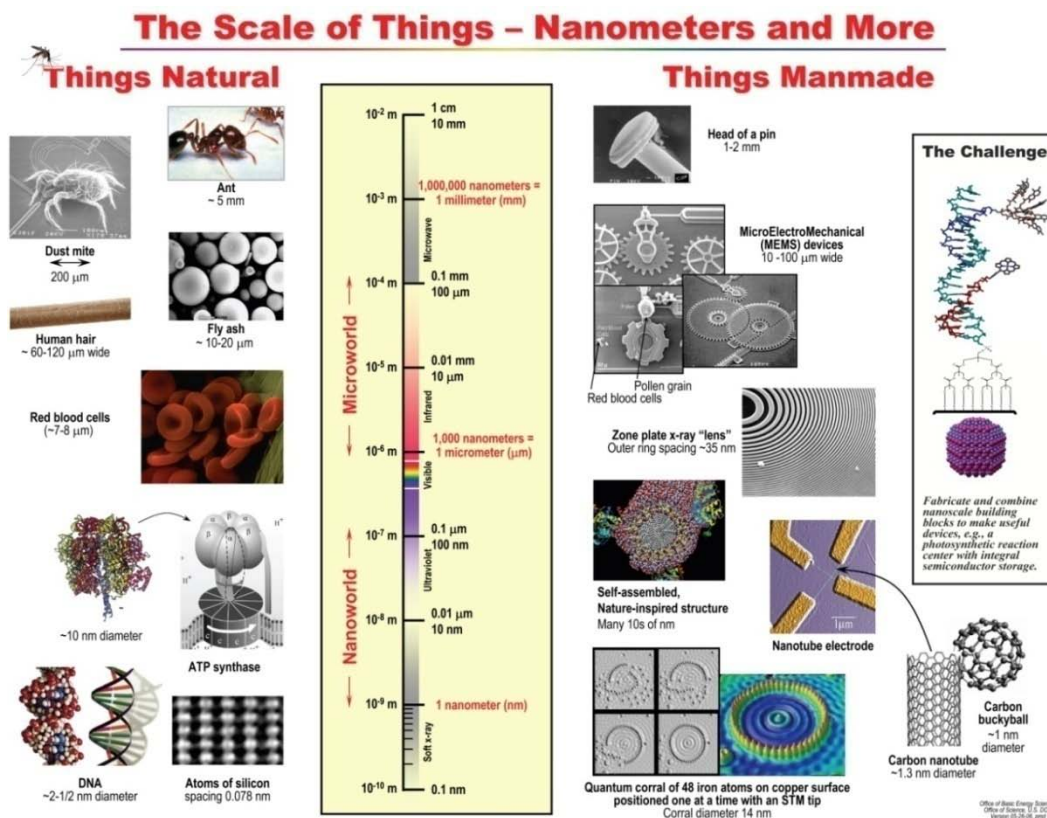 The Scale of Things – Nanometers and More
Things Natural
Ant
~ 5 mm
Dust mite
200 μm
Human hair
~ 60-120 μm wide
Fly ash
~ 10-20 μm
Red blood cells
(~7-8 μm)
~10 nm diameter
ATP synthase
DNA
~2-1/2 nm diameter
Atoms of silicon
spacing 0.078 nm
10⁻² m
1 cm
10 mm
1,000,000 nanometers =
1 millimeter (mm)
10⁻³ m
Microwave
10⁻⁴ m
0.1 mm
100 μm
Microworld
10⁻⁵ m
0.01 mm
10 μm
Infrared
1,000 nanometers =
1 micrometer (μm)
10⁻⁶ m
Visible
10⁻⁷ m
0.1 μm
100 nm
Ultraviolet
Nanoworld
10⁻⁸ m
0.01 μm
10 nm
10⁻⁹ m
1 nanometer (nm)
Soft x-ray
10⁻¹⁰ m
0.1 nm
Things Manmade
Head of a pin
1-2 mm
MicroElectroMechanical
(MEMS) devices
10 -100 μm wide
Pollen grain
Red blood cells
Zone plate x-ray “lens”
Outer ring spacing ~35 nm
Self-assembled,
Nature-inspired structure
Many 10s of nm
1μm
Nanotube electrode
Carbon
buckyball
~1 nm
diameter
Carbon nanotube
~1.3 nm diameter
Quantum corral of 48 iron atoms on copper surface
positioned one at a time with an STM tip
Corral diameter 14 nm
The Challenge
Fabricate and combine
nanoscale building
blocks to make useful
devices, e.g., a
photosynthetic reaction
center with integral
semiconductor storage.
Office of Basic Energy
Office of Science, U.S.